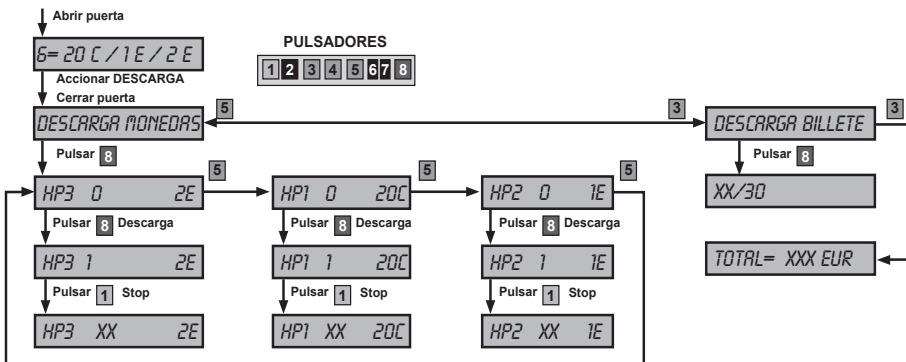 Abrir puerta
6= 20 C / 1 E / 2 E
PULSADORES
1 2 3 4 5 6 7 8
Accionar DESCARGA
Cerrar puerta
DESCARGA MONEDAS
5
3
DESCARGA BILLETE
3
Pulsar 8
Pulsar 8
HP3 0 2E
5
HP1 0 20C
5
HP2 0 1E
5
XX/30
Pulsar 8 Descarga
Pulsar 8 Descarga
Pulsar 8 Descarga
HP3 1 2E
HP1 1 20C
HP2 1 1E
TOTAL= XXX EUR
Pulsar 1 Stop
Pulsar 1 Stop
Pulsar 1 Stop
HP3 XX 2E
HP1 XX 20C
HP2 XX 1E